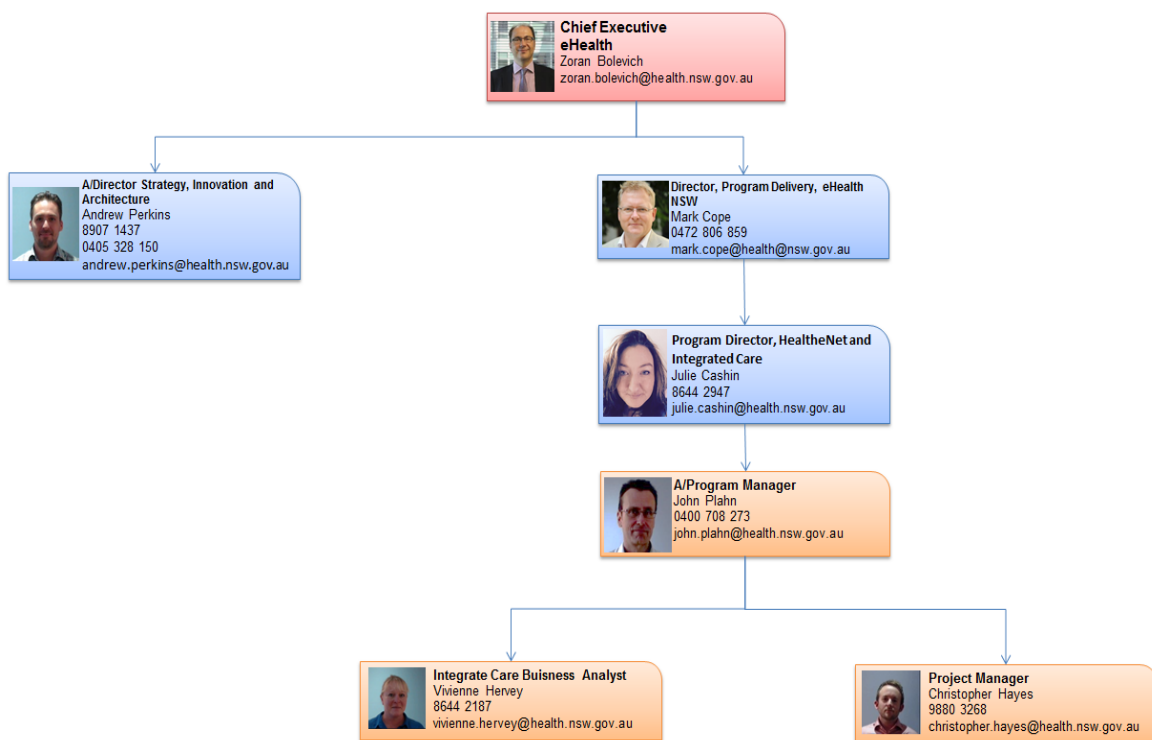 Chief Executive
eHealth
Zoran Bolevich
zoran.bolevich@health.nsw.gov.au
A/Director Strategy, Innovation and
Architecture
Andrew Perkins
8907 1437
0405 328 150
andrew.perkins@health.nsw.gov.au
Director, Program Delivery, eHealth
NSW
Mark Cope
0472 806 859
mark.cope@health@nsw.gov.au
Program Director, HealtheNet and
Integrated Care
Julie Cashin
8644 2947
julie.cashin@health.nsw.gov.au
A/Program Manager
John Plahn
0400 708 273
john.plahn@health.nsw.gov.au
Integrate Care Buisness Analyst
Vivienne Hervey
8644 2187
vivienne.hervey@health.nsw.gov.au
Project Manager
Christopher Hayes
9880 3268
christopher.hayes@health.nsw.gov.au